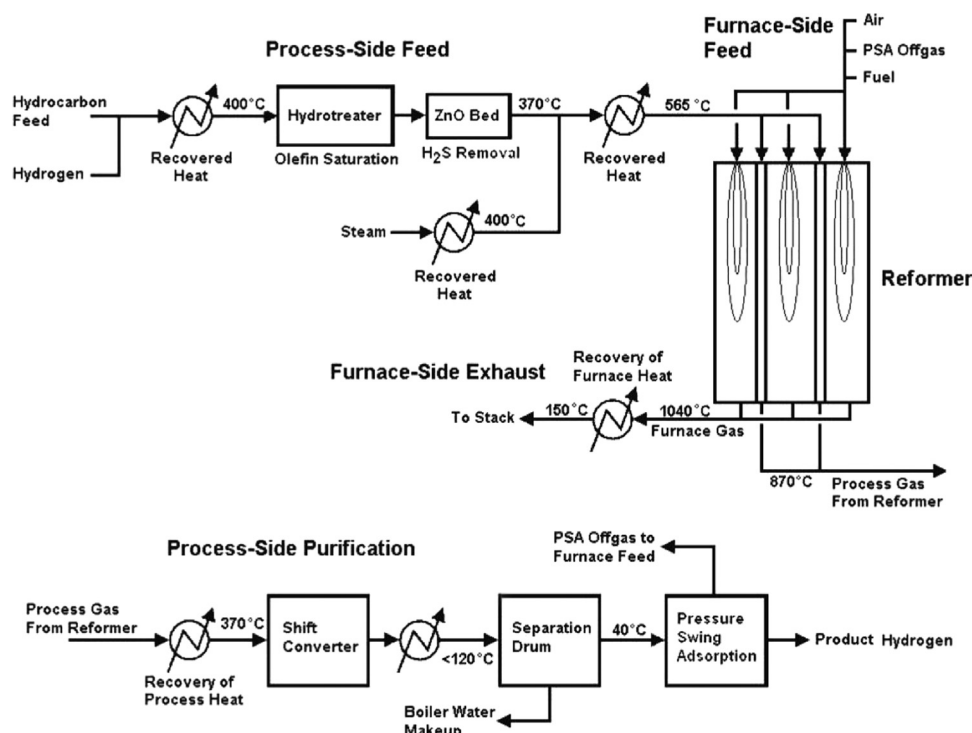 Process-Side Feed
Furnace-Side
Feed
Air
PSA Offgas
Fuel
Hydrocarbon
Feed
Hydrogen
400°C
Recovered
Heat
Hydrotreater
Olefin Saturation
ZnO Bed
H₂S Removal
370°C
Recovered
Heat
565 °C
Steam
400°C
Recovered
Heat
Reformer
Furnace-Side Exhaust
Recovery of
Furnace Heat
To Stack
150°C
1040°C
Furnace Gas
870°C
Process Gas
From Reformer
Process-Side Purification
PSA Offgas to
Furnace Feed
Process Gas
From Reformer
370°C
Recovery of
Process Heat
Shift
Converter
<120°C
Separation
Drum
40°C
Pressure
Swing
Adsorption
Product Hydrogen
Boiler Water
Makeup